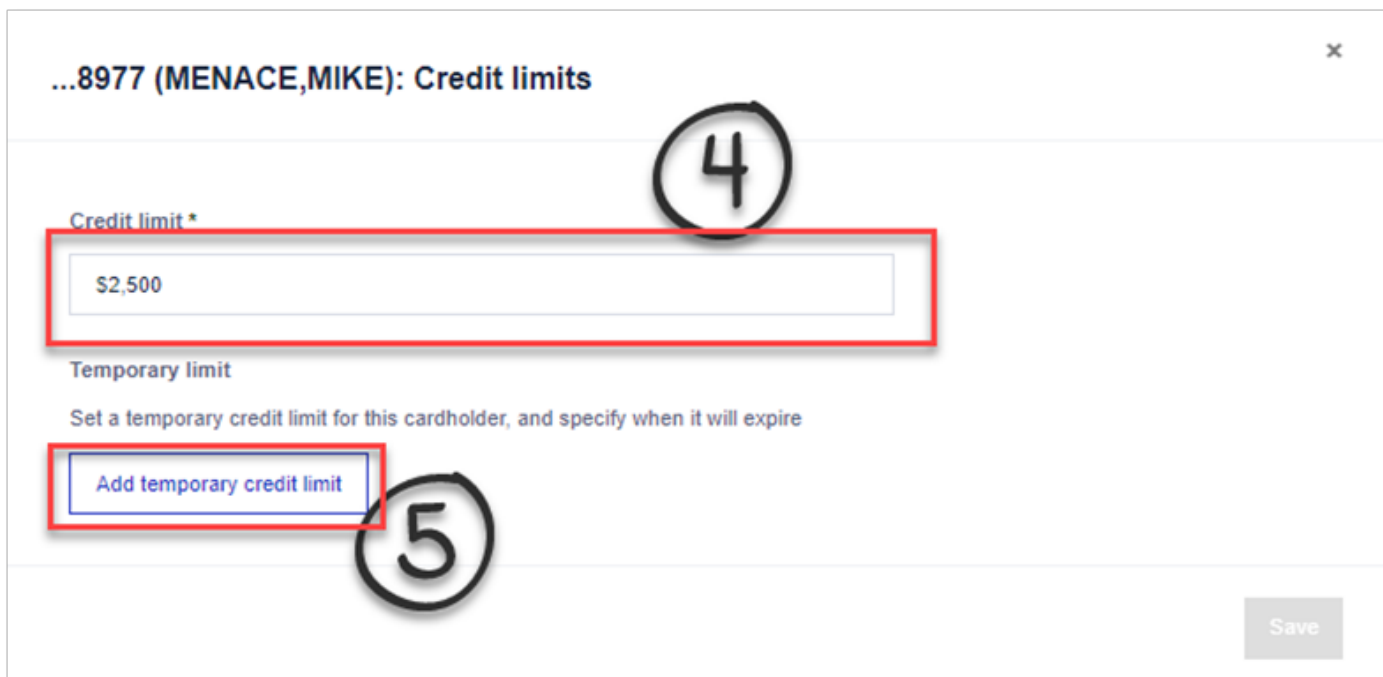 ×
...8977 (MENACE,MIKE): Credit limits
4
Credit limit *
$2,500
Temporary limit
Set a temporary credit limit for this cardholder, and specify when it will expire
Add temporary credit limit
5
Save